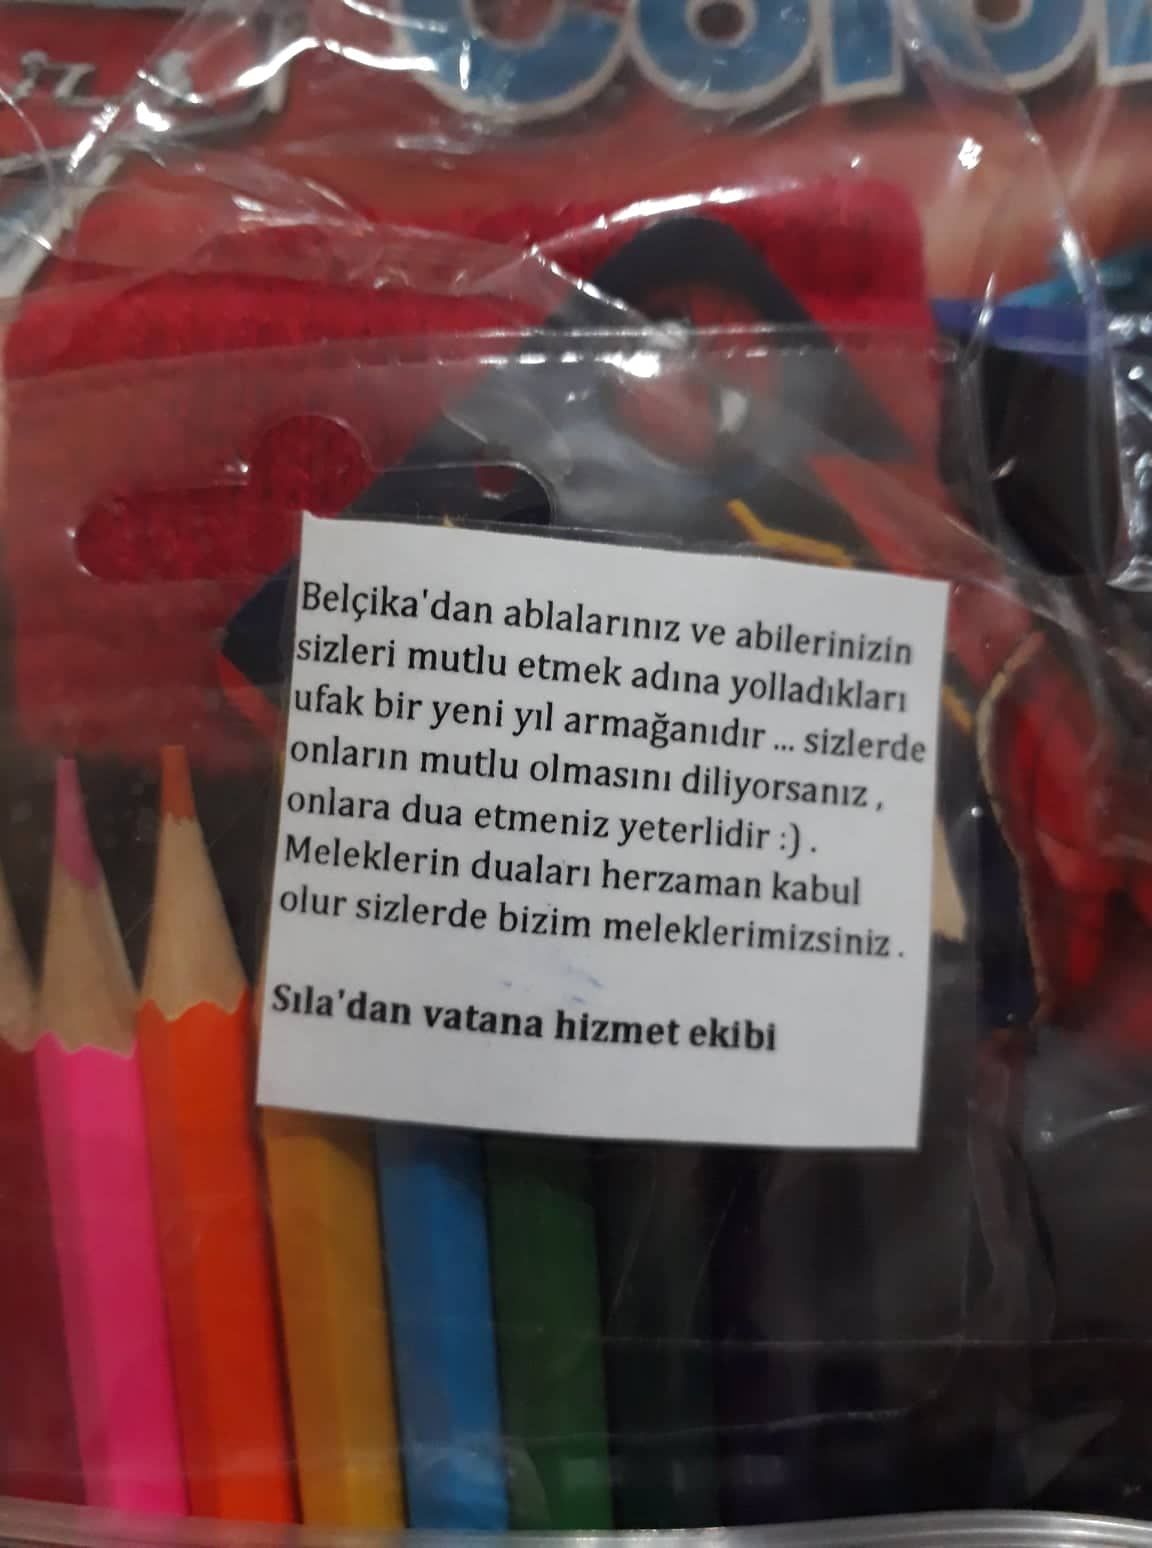 Belçika'dan ablalarınız ve abilerinizin
sizleri mutlu etmek adına yolladıkları
ufak bir yeni yıl armağanıdır ... sizlerde
onların mutlu olmasını diliyorsanız ,
onlara dua etmeniz yeterlidir :) .
Meleklerin duaları herzaman kabul
olur sizlerde bizim meleklerimizsiniz .
Sıla'dan vatana hizmet ekibi